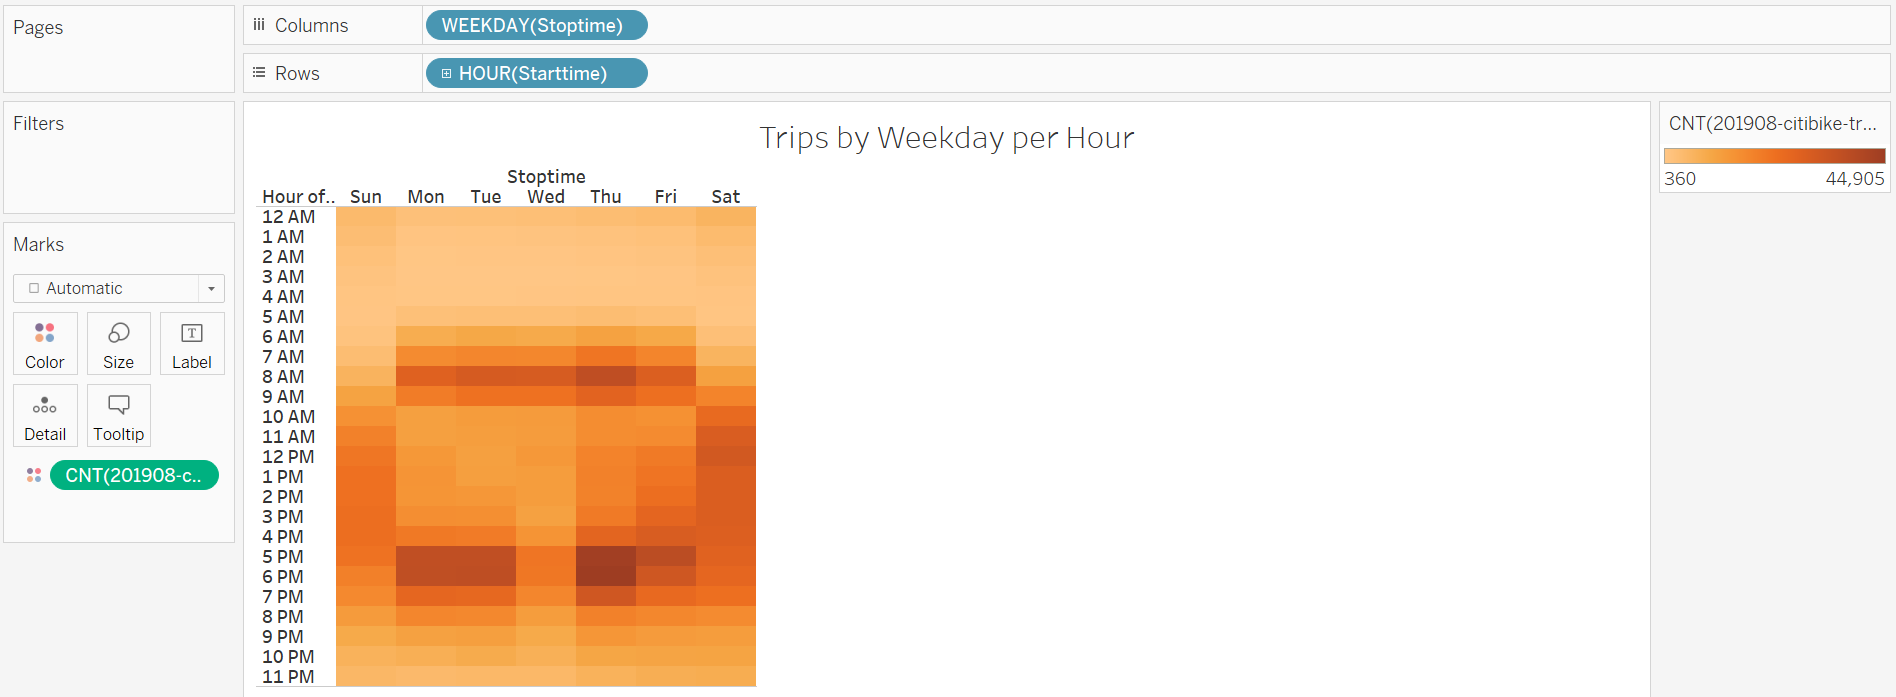 Pages
Columns
WEEKDAY(Stoptime)
Rows
HOUR(Starttime)
Filters
Marks
Automatic
Color
Size
Label
Detail
Tooltip
CNT(201908-c..
Trips by Weekday per Hour
Stoptime
Hour of.. Sun Mon Tue Wed Thu Fri Sat
12 AM
1 AM
2 AM
3 AM
4 AM
5 AM
6 AM
7 AM
8 AM
9 AM
10 AM
11 AM
12 PM
1 PM
2 PM
3 PM
4 PM
5 PM
6 PM
7 PM
8 PM
9 PM
10 PM
11 PM
CNT(201908-citibike-tr...
360 44,905